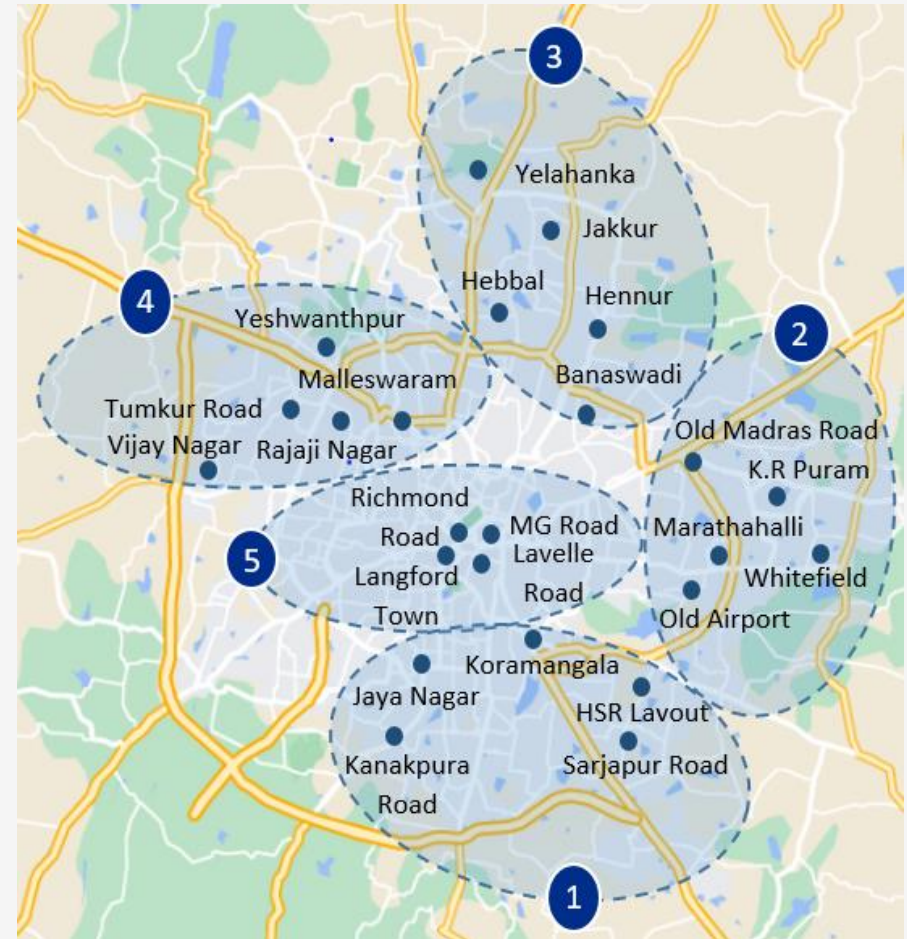 3
Yelahanka
Jakkur
Hebbal
Hennur
4
Yeshwanthpur
2
Banaswadi
Malleswaram
Tumkur Road
Old Madras Road
Vijay Nagar
Rajaji Nagar
K.R Puram
Richmond
Road
MG Road
Marathahalli
5
Lavelle
Road
Langford
Town
Whitefield
Old Airport
Koramangala
Jaya Nagar
HSR Lavout
Kanakpura
Road
Sarjapur Road
1